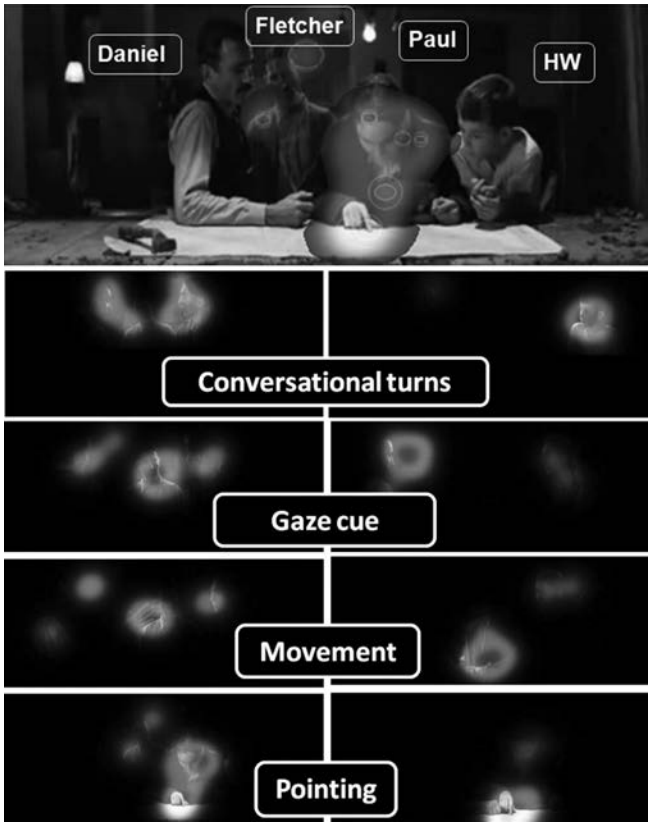 Fletcher
Paul
Daniel
HW
Conversational turns
Gaze cue
Movement
Pointing